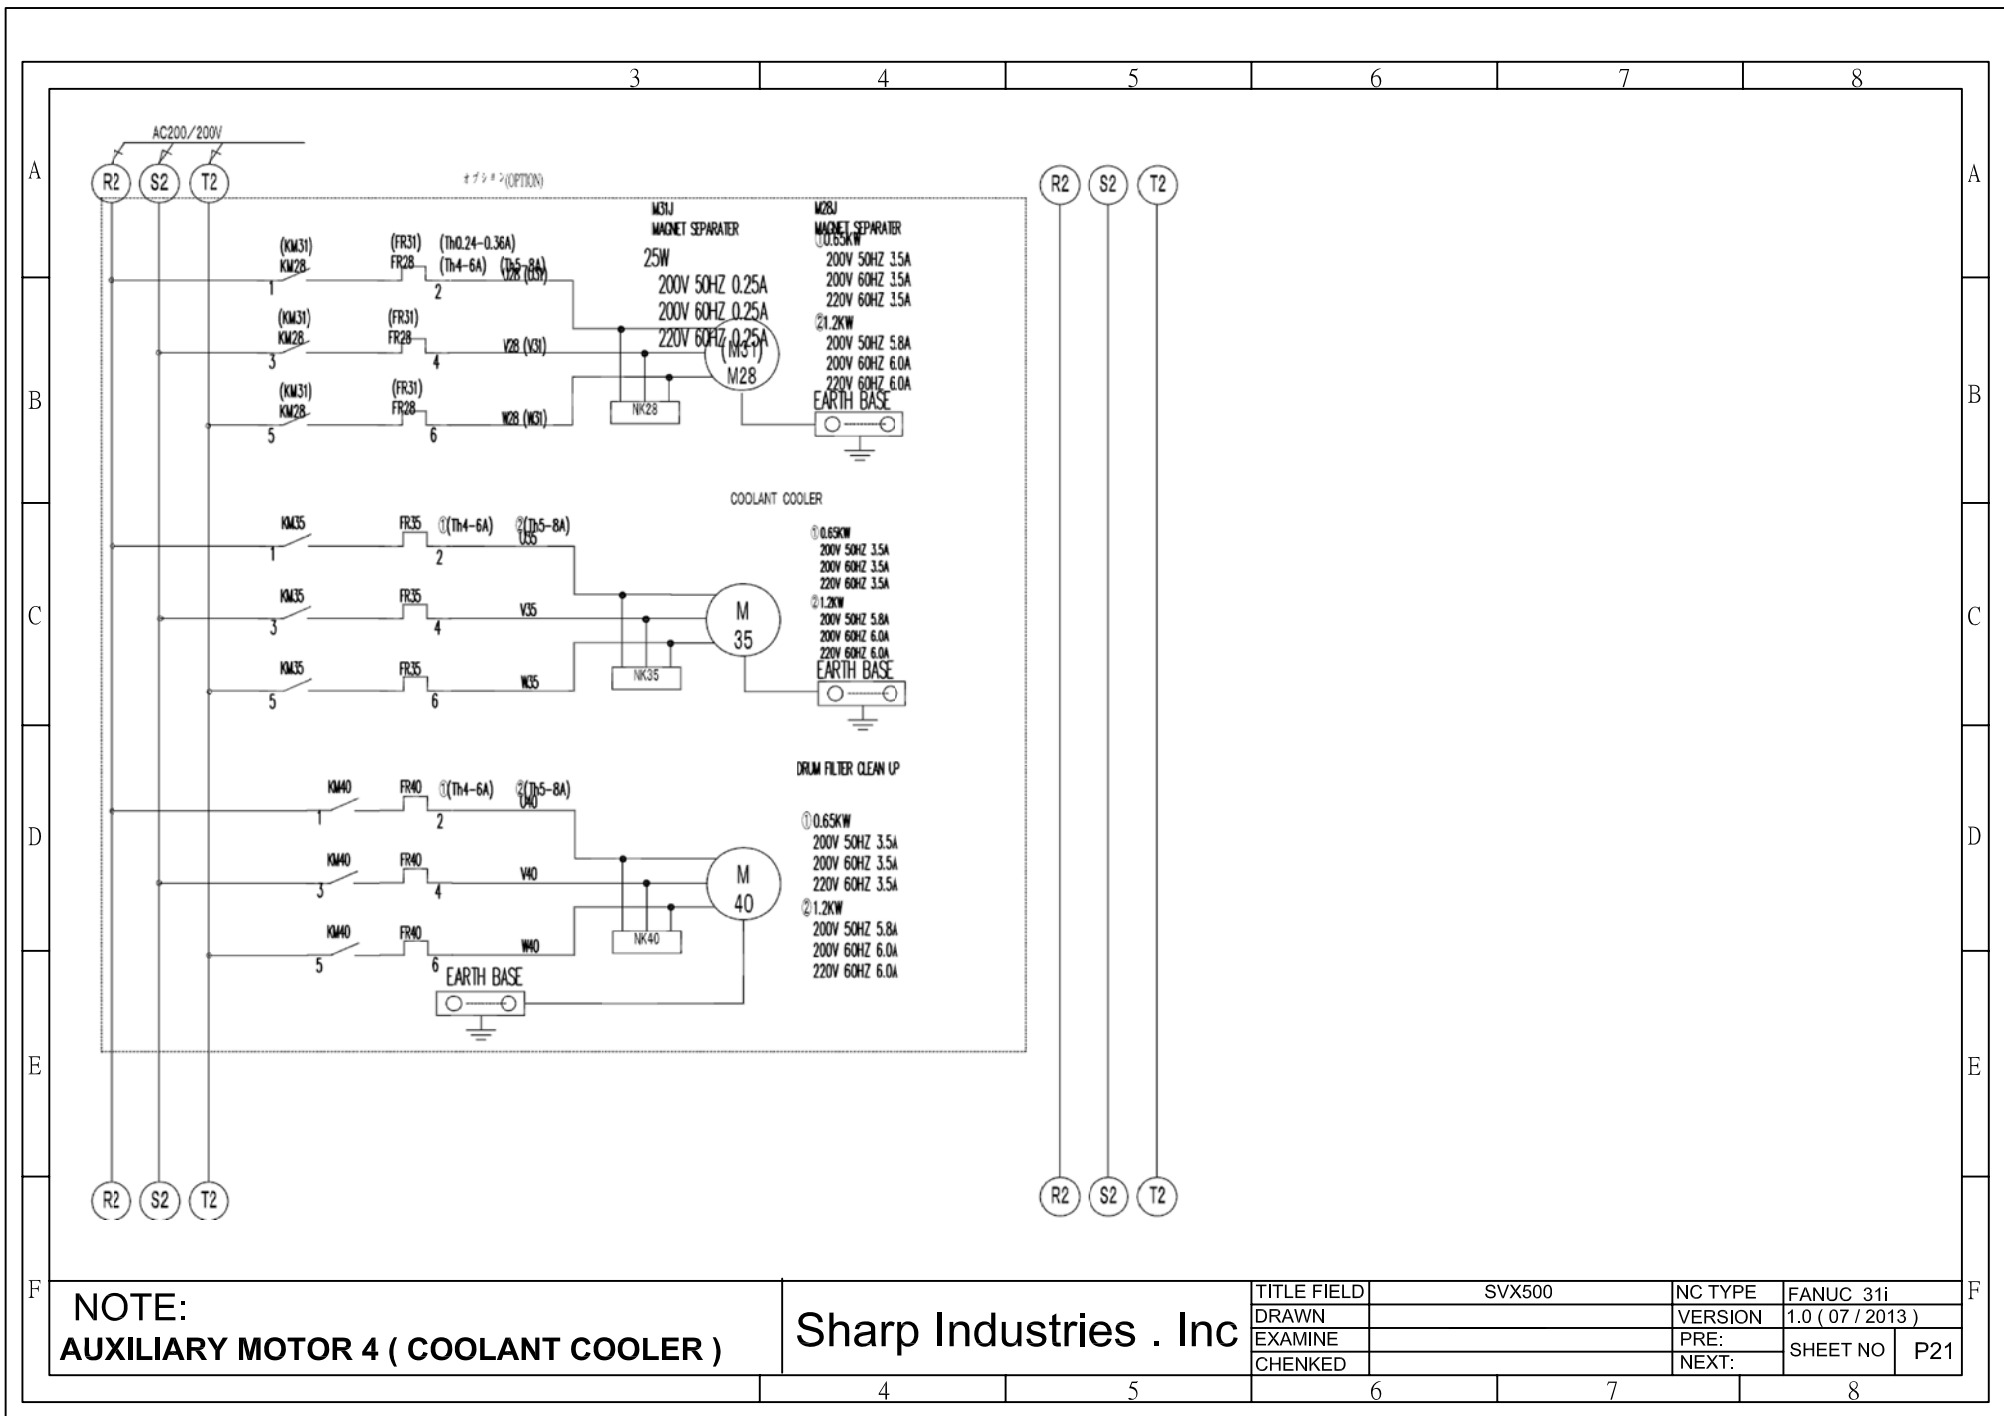 3 4 5 6 7 8
AC200/200V
A A
R2 S2 T2
オプション(OPTION)
R2 S2 T2
M31J
MAGNET SEPARATER
25W
200V 50HZ 0.25A
200V 60HZ 0.25A
220V 60HZ 0.25A
M28J
MAGNET SEPARATER
①0.65KW
200V 50HZ 3.5A
200V 60HZ 3.5A
220V 60HZ 3.5A
②1.2KW
200V 50HZ 5.8A
200V 60HZ 6.0A
220V 60HZ 6.0A
EARTH BASE
(KM31) (FR31) (Th0.24-0.36A)
KM28 FR28 (Th4-6A) (Th5-8A)
U28 (U31)
1 2
(KM31) (FR31)
KM28 FR28 V28 (V31)
3 4
(M31)
M28
B B
(KM31) (FR31)
KM28 FR28 W28 (W31)
NK28
5 6
COOLANT COOLER
KM35 FR35 ①(Th4-6A) ②(Th5-8A)
U35
1 2
①0.65KW
200V 50HZ 3.5A
200V 60HZ 3.5A
220V 60HZ 3.5A
②1.2KW
200V 50HZ 5.8A
200V 60HZ 6.0A
220V 60HZ 6.0A
EARTH BASE
KM35 FR35 V35
3 4
M
35
C C
KM35 FR35 W35
NK35
5 6
DRUM FILTER CLEAN UP
KM40 FR40 ①(Th4-6A) ②(Th5-8A)
U40
1 2
①0.65KW
200V 50HZ 3.5A
200V 60HZ 3.5A
220V 60HZ 3.5A
②1.2KW
200V 50HZ 5.8A
200V 60HZ 6.0A
220V 60HZ 6.0A
D D
KM40 FR40 V40
3 4
M
40
KM40 FR40 W40
NK40
5 6
EARTH BASE
E E
R2 S2 T2
R2 S2 T2
F F
NOTE:
AUXILIARY MOTOR 4 ( COOLANT COOLER )
Sharp Industries . Inc
TITLE FIELD SVX500 NC TYPE FANUC 31i
DRAWN VERSION 1.0 ( 07 / 2013 )
EXAMINE PRE: SHEET NO P21
CHENKED NEXT:
4 5 6 7 8